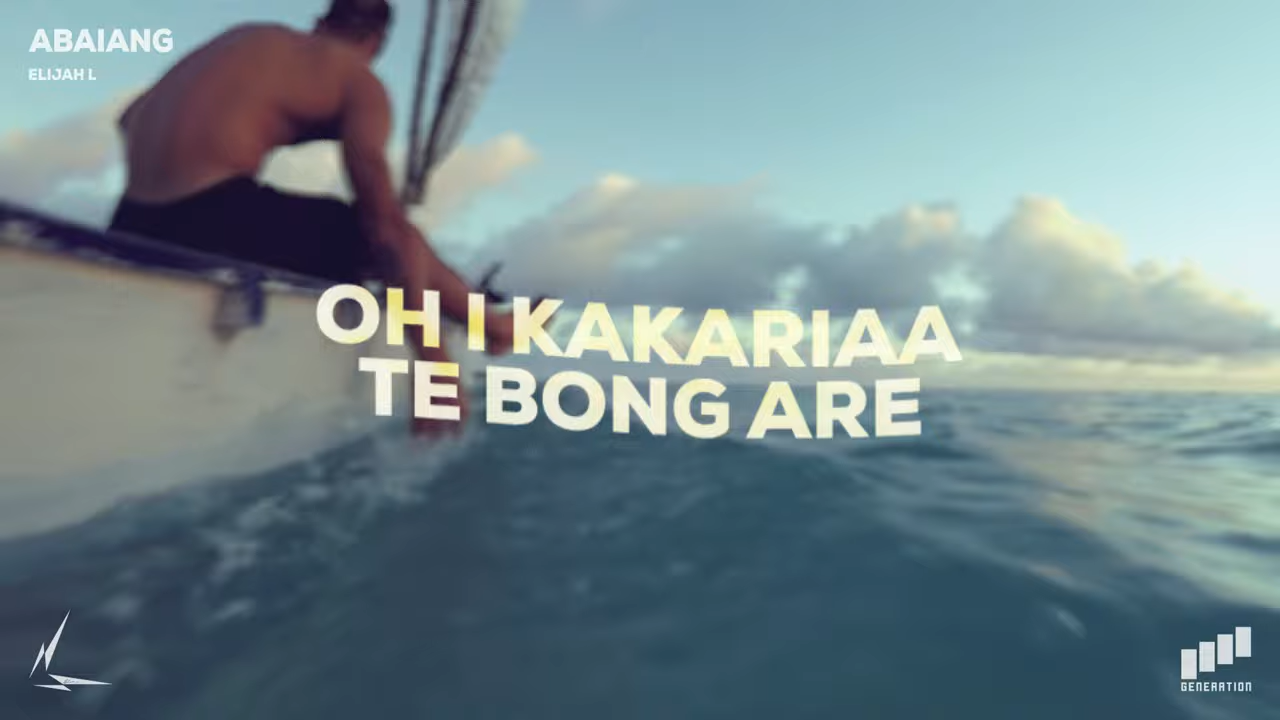 ABAIANG
ELIJAH L
OH I KAKARIAA
TE BONG ARE
GENERATION